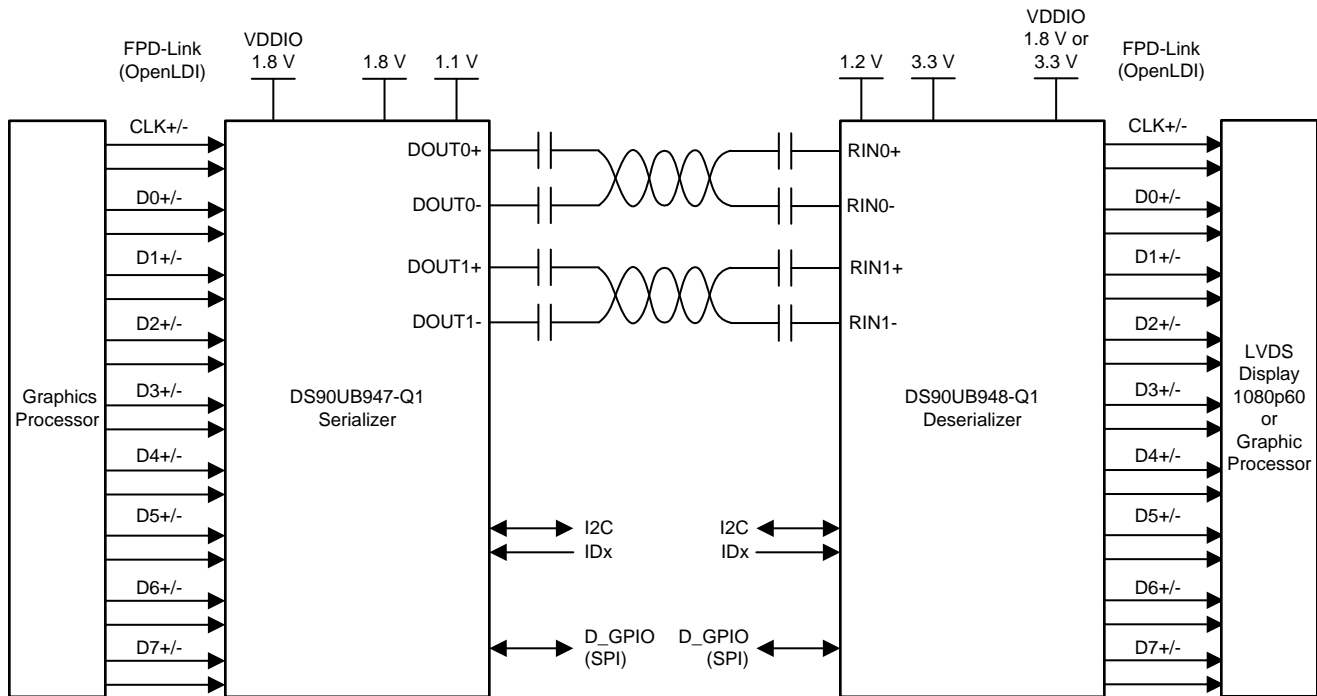 FPD-Link
(OpenLDI)
VDDIO
1.8 V
1.8 V
1.1 V
1.2 V
3.3 V
VDDIO
1.8 V or
3.3 V
FPD-Link
(OpenLDI)
Graphics
Processor
CLK+/-
D0+/-
D1+/-
D2+/-
D3+/-
D4+/-
D5+/-
D6+/-
D7+/-
DS90UB947-Q1
Serializer
DOUT0+
DOUT0-
DOUT1+
DOUT1-
I2C
IDx
D_GPIO
(SPI)
RIN0+
RIN0-
RIN1+
RIN1-
I2C
IDx
D_GPIO
(SPI)
DS90UB948-Q1
Deserializer
CLK+/-
D0+/-
D1+/-
D2+/-
D3+/-
D4+/-
D5+/-
D6+/-
D7+/-
LVDS
Display
1080p60
or
Graphic
Processor